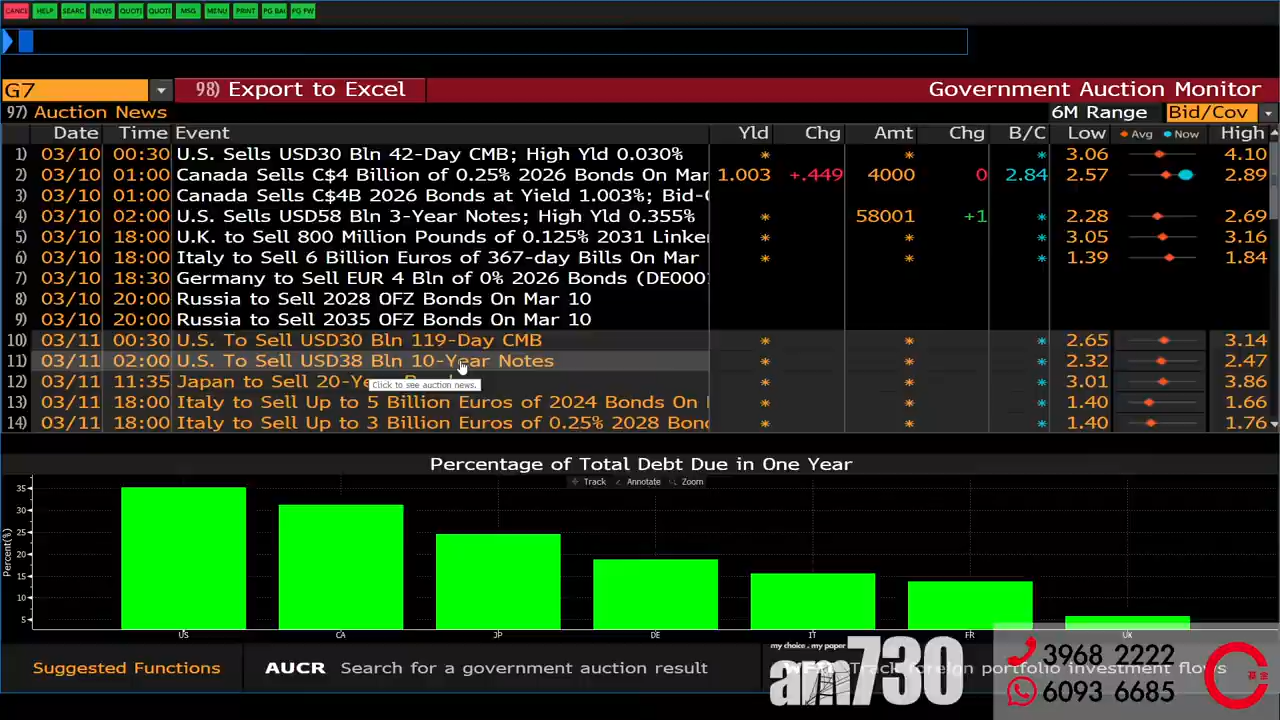 CANCE HELP SEARC NEWS QUOTE QUOTE MSG MENU PRINT PG BA PG FW
G7 98) Export to Excel Government Auction Monitor
97) Auction News 6M Range Bid/Cov
Date Time Event Yld Chg Amt Chg B/C Low Avg Now High
1) 03/10 00:30 U.S. Sells USD30 Bln 42-Day CMB; High Yld 0.030% * * * 3.06 4.10
2) 03/10 01:00 Canada Sells C$4 Billion of 0.25% 2026 Bonds On Mar 1.003 +.449 4000 0 2.84 2.57 2.89
3) 03/10 01:00 Canada Sells C$4B 2026 Bonds at Yield 1.003%; Bid-C
4) 03/10 02:00 U.S. Sells USD58 Bln 3-Year Notes; High Yld 0.355% * 58001 +1 * 2.28 2.69
5) 03/10 18:00 U.K. to Sell 800 Million Pounds of 0.125% 2031 Linke * * * 3.05 3.16
6) 03/10 18:00 Italy to Sell 6 Billion Euros of 367-day Bills On Mar * * * 1.39 1.84
7) 03/10 18:30 Germany to Sell EUR 4 Bln of 0% 2026 Bonds (DE000
8) 03/10 20:00 Russia to Sell 2028 OFZ Bonds On Mar 10
9) 03/10 20:00 Russia to Sell 2035 OFZ Bonds On Mar 10
10) 03/11 00:30 U.S. To Sell USD30 Bln 119-Day CMB * * * 2.65 3.14
11) 03/11 02:00 U.S. To Sell USD38 Bln 10-Year Notes * * * 2.32 2.47
12) 03/11 11:35 Japan to Sell 20-Ye * * * 3.01 3.86
Click to see auction news.
13) 03/11 18:00 Italy to Sell Up to 5 Billion Euros of 2024 Bonds On * * * 1.40 1.66
14) 03/11 18:00 Italy to Sell Up to 3 Billion Euros of 0.25% 2028 Bon * * * 1.40 1.76
Percentage of Total Debt Due in One Year
Track Annotate Zoom
Percent(%)
35
30
25
20
15
10
5
US CA JP DE IT FR UK
Suggested Functions AUCR Search for a government auction result Track foreign portfolio investment flows
my choice . my paper
am730
3968 2222
6093 6685